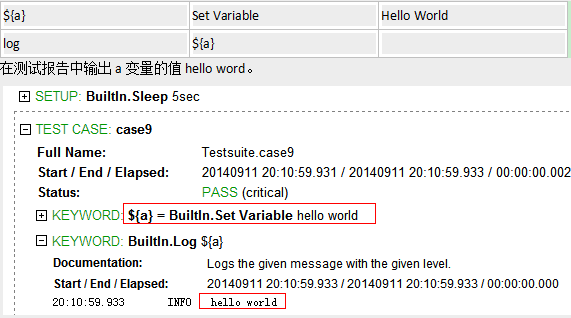 ${a} Set Variable Hello World
log ${a}
在测试报告中输出 a 变量的值 hello word。
SETUP: BuiltIn.Sleep 5sec
TEST CASE: case9
Full Name: Testsuite.case9
Start / End / Elapsed: 20140911 20:10:59.931 / 20140911 20:10:59.933 / 00:00:00.002
Status: PASS (critical)
KEYWORD: ${a} = BuiltIn.Set Variable hello world
KEYWORD: BuiltIn.Log ${a}
Documentation: Logs the given message with the given level.
Start / End / Elapsed: 20140911 20:10:59.933 / 20140911 20:10:59.933 / 00:00:00.000
20:10:59.933 INFO hello world